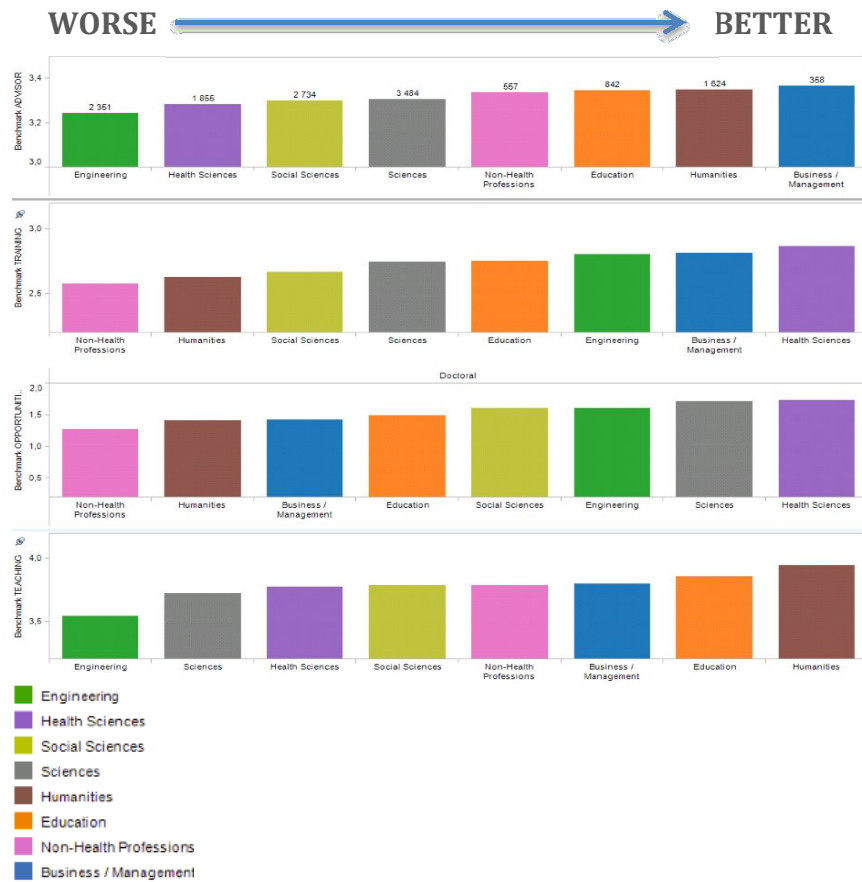 WORSE BETTER
Benchmark ADVISOR
3,4
3,2
3,0
2 351 1 855 2 734 3 484 557 842 1 624 358
Engineering Health Sciences Social Sciences Sciences Non-Health Professions Education Humanities Business / Management
Benchmark TRAINING
3,0
2,5
Non-Health Professions Humanities Social Sciences Sciences Education Engineering Business / Management Health Sciences
Doctoral
Benchmark OPPORTUNITI..
2,0
1,5
1,0
0,5
Non-Health Professions Humanities Business / Management Education Social Sciences Engineering Sciences Health Sciences
Benchmark TEACHING
4,0
3,5
Engineering Sciences Health Sciences Social Sciences Non-Health Professions Business / Management Education Humanities
Engineering
Health Sciences
Social Sciences
Sciences
Humanities
Education
Non-Health Professions
Business / Management